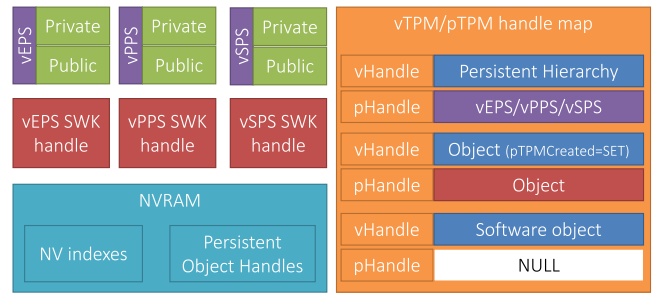 vEPS
Private
Public
vPPS
Private
Public
vSPS
Private
Public
vEPS SWK
handle
vPPS SWK
handle
vSPS SWK
handle
NVRAM
NV indexes
Persistent
Object Handles
vTPM/pTPM handle map
vHandle Persistent Hierarchy
pHandle vEPS/vPPS/vSPS
vHandle Object (pTPMCreated=SET)
pHandle Object
vHandle Software object
pHandle NULL